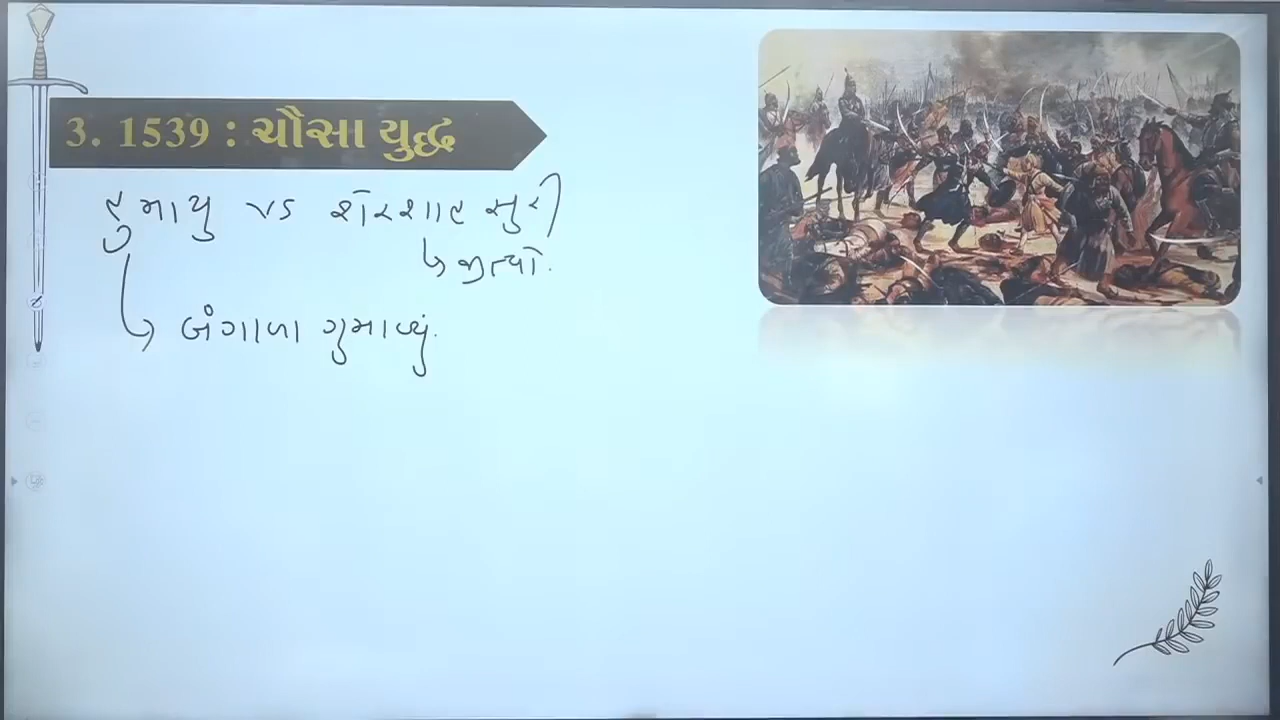 3. 1539 : ચૌસા યુદ્ધ
હુમાયુ vs શેરશાહ સુરી
↳ જીત્યો.
↳ બંગાળા ગુમાવ્યું.